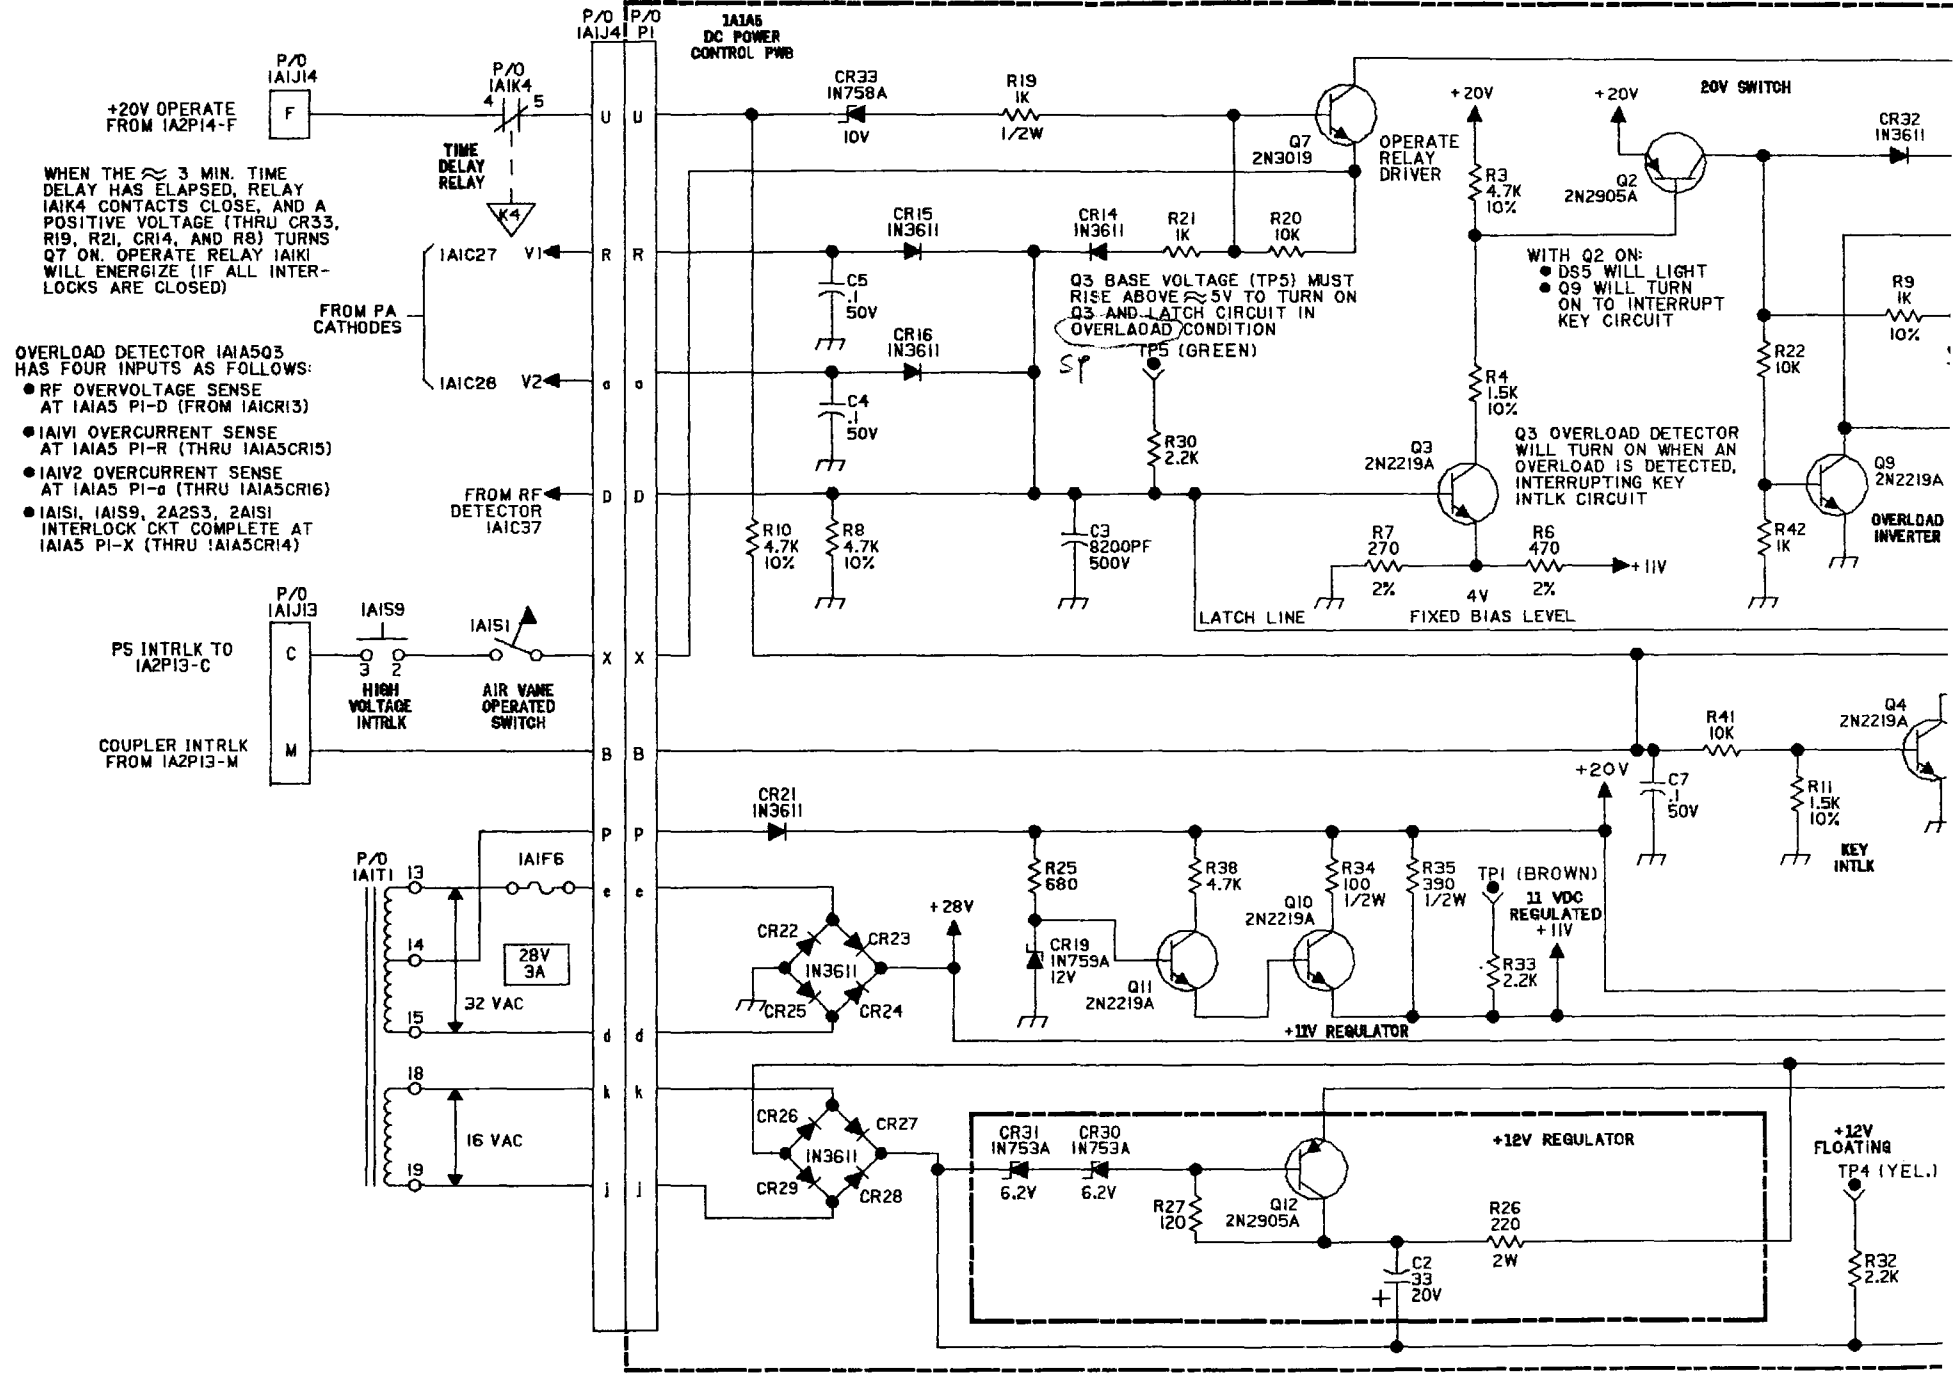 P/O
1A1J4
P/O
P1
1A1A5
DC POWER
CONTROL PWB
P/O
1A1J14
F
+20V OPERATE
FROM 1A2P14-F
P/O
1A1K4
4
5
TIME
DELAY
RELAY
K4
WHEN THE ≈ 3 MIN. TIME
DELAY HAS ELAPSED, RELAY
1A1K4 CONTACTS CLOSE, AND A
POSITIVE VOLTAGE (THRU CR33,
R19, R21, CR14, AND R8) TURNS
Q7 ON. OPERATE RELAY 1A1K1
WILL ENERGIZE (IF ALL INTER-
LOCKS ARE CLOSED)
U
U
CR33
1N758A
10V
R19
1K
1/2W
Q7
2N3019
OPERATE
RELAY
DRIVER
+20V
R3
4.7K
10%
+20V
20V SWITCH
Q2
2N2905A
CR32
1N3611
1A1C27
V1
R
R
CR15
1N3611
CR14
1N3611
R21
1K
R20
10K
C5
.1
50V
FROM PA
CATHODES
1A1C28
V2
a
a
CR16
1N3611
C4
.1
50V
Q3 BASE VOLTAGE (TP5) MUST
RISE ABOVE ≈ 5V TO TURN ON
Q3 AND LATCH CIRCUIT IN
OVERLAOAD CONDITION
SP
TP5 (GREEN)
WITH Q2 ON:
● DS5 WILL LIGHT
● Q9 WILL TURN
ON TO INTERRUPT
KEY CIRCUIT
R9
1K
10%
R22
10K
R4
1.5K
10%
R30
2.2K
OVERLOAD DETECTOR 1A1A5Q3
HAS FOUR INPUTS AS FOLLOWS:
● RF OVERVOLTAGE SENSE
AT 1A1A5 P1-D (FROM 1A1CR13)
● 1A1V1 OVERCURRENT SENSE
AT 1A1A5 P1-R (THRU 1A1A5CR15)
● 1A1V2 OVERCURRENT SENSE
AT 1A1A5 P1-a (THRU 1A1A5CR16)
● 1A1S1, 1A1S9, 2A2S3, 2A1S1
INTERLOCK CKT COMPLETE AT
1A1A5 P1-X (THRU 1A1A5CR14)
FROM RF
DETECTOR
1A1C37
D
D
Q3
2N2219A
Q3 OVERLOAD DETECTOR
WILL TURN ON WHEN AN
OVERLOAD IS DETECTED,
INTERRUPTING KEY
INTLK CIRCUIT
Q9
2N2219A
OVERLOAD
INVERTER
R10
4.7K
10%
R8
4.7K
10%
C3
8200PF
500V
R7
270
2%
R6
470
2%
+11V
4V
FIXED BIAS LEVEL
R42
1K
LATCH LINE
P/O
1A1J13
PS INTRLK TO
1A2P13-C
C
1A1S9
3
2
HIGH
VOLTAGE
INTRLK
1A1S1
AIR VANE
OPERATED
SWITCH
X
X
COUPLER INTRLK
FROM 1A2P13-M
M
B
B
R41
10K
Q4
2N2219A
C7
.1
50V
R11
1.5K
10%
KEY
INTLK
+20V
P
P
CR21
1N3611
R25
680
R38
4.7K
R34
100
1/2W
R35
390
1/2W
TP1 (BROWN)
11 VDC
REGULATED
+11V
R33
2.2K
Q10
2N2219A
Q11
2N2219A
CR19
1N759A
12V
+11V REGULATOR
P/O
1A1T1
13
14
15
1A1F6
28V
3A
32 VAC
e
e
d
d
CR22
CR23
1N3611
CR25
CR24
+28V
18
19
16 VAC
k
k
j
j
CR26
CR27
1N3611
CR29
CR28
CR31
1N753A
6.2V
CR30
1N753A
6.2V
+12V REGULATOR
R27
120
Q12
2N2905A
R26
220
2W
C2
33
20V
+
+12V
FLOATING
TP4 (YEL.)
R32
2.2K